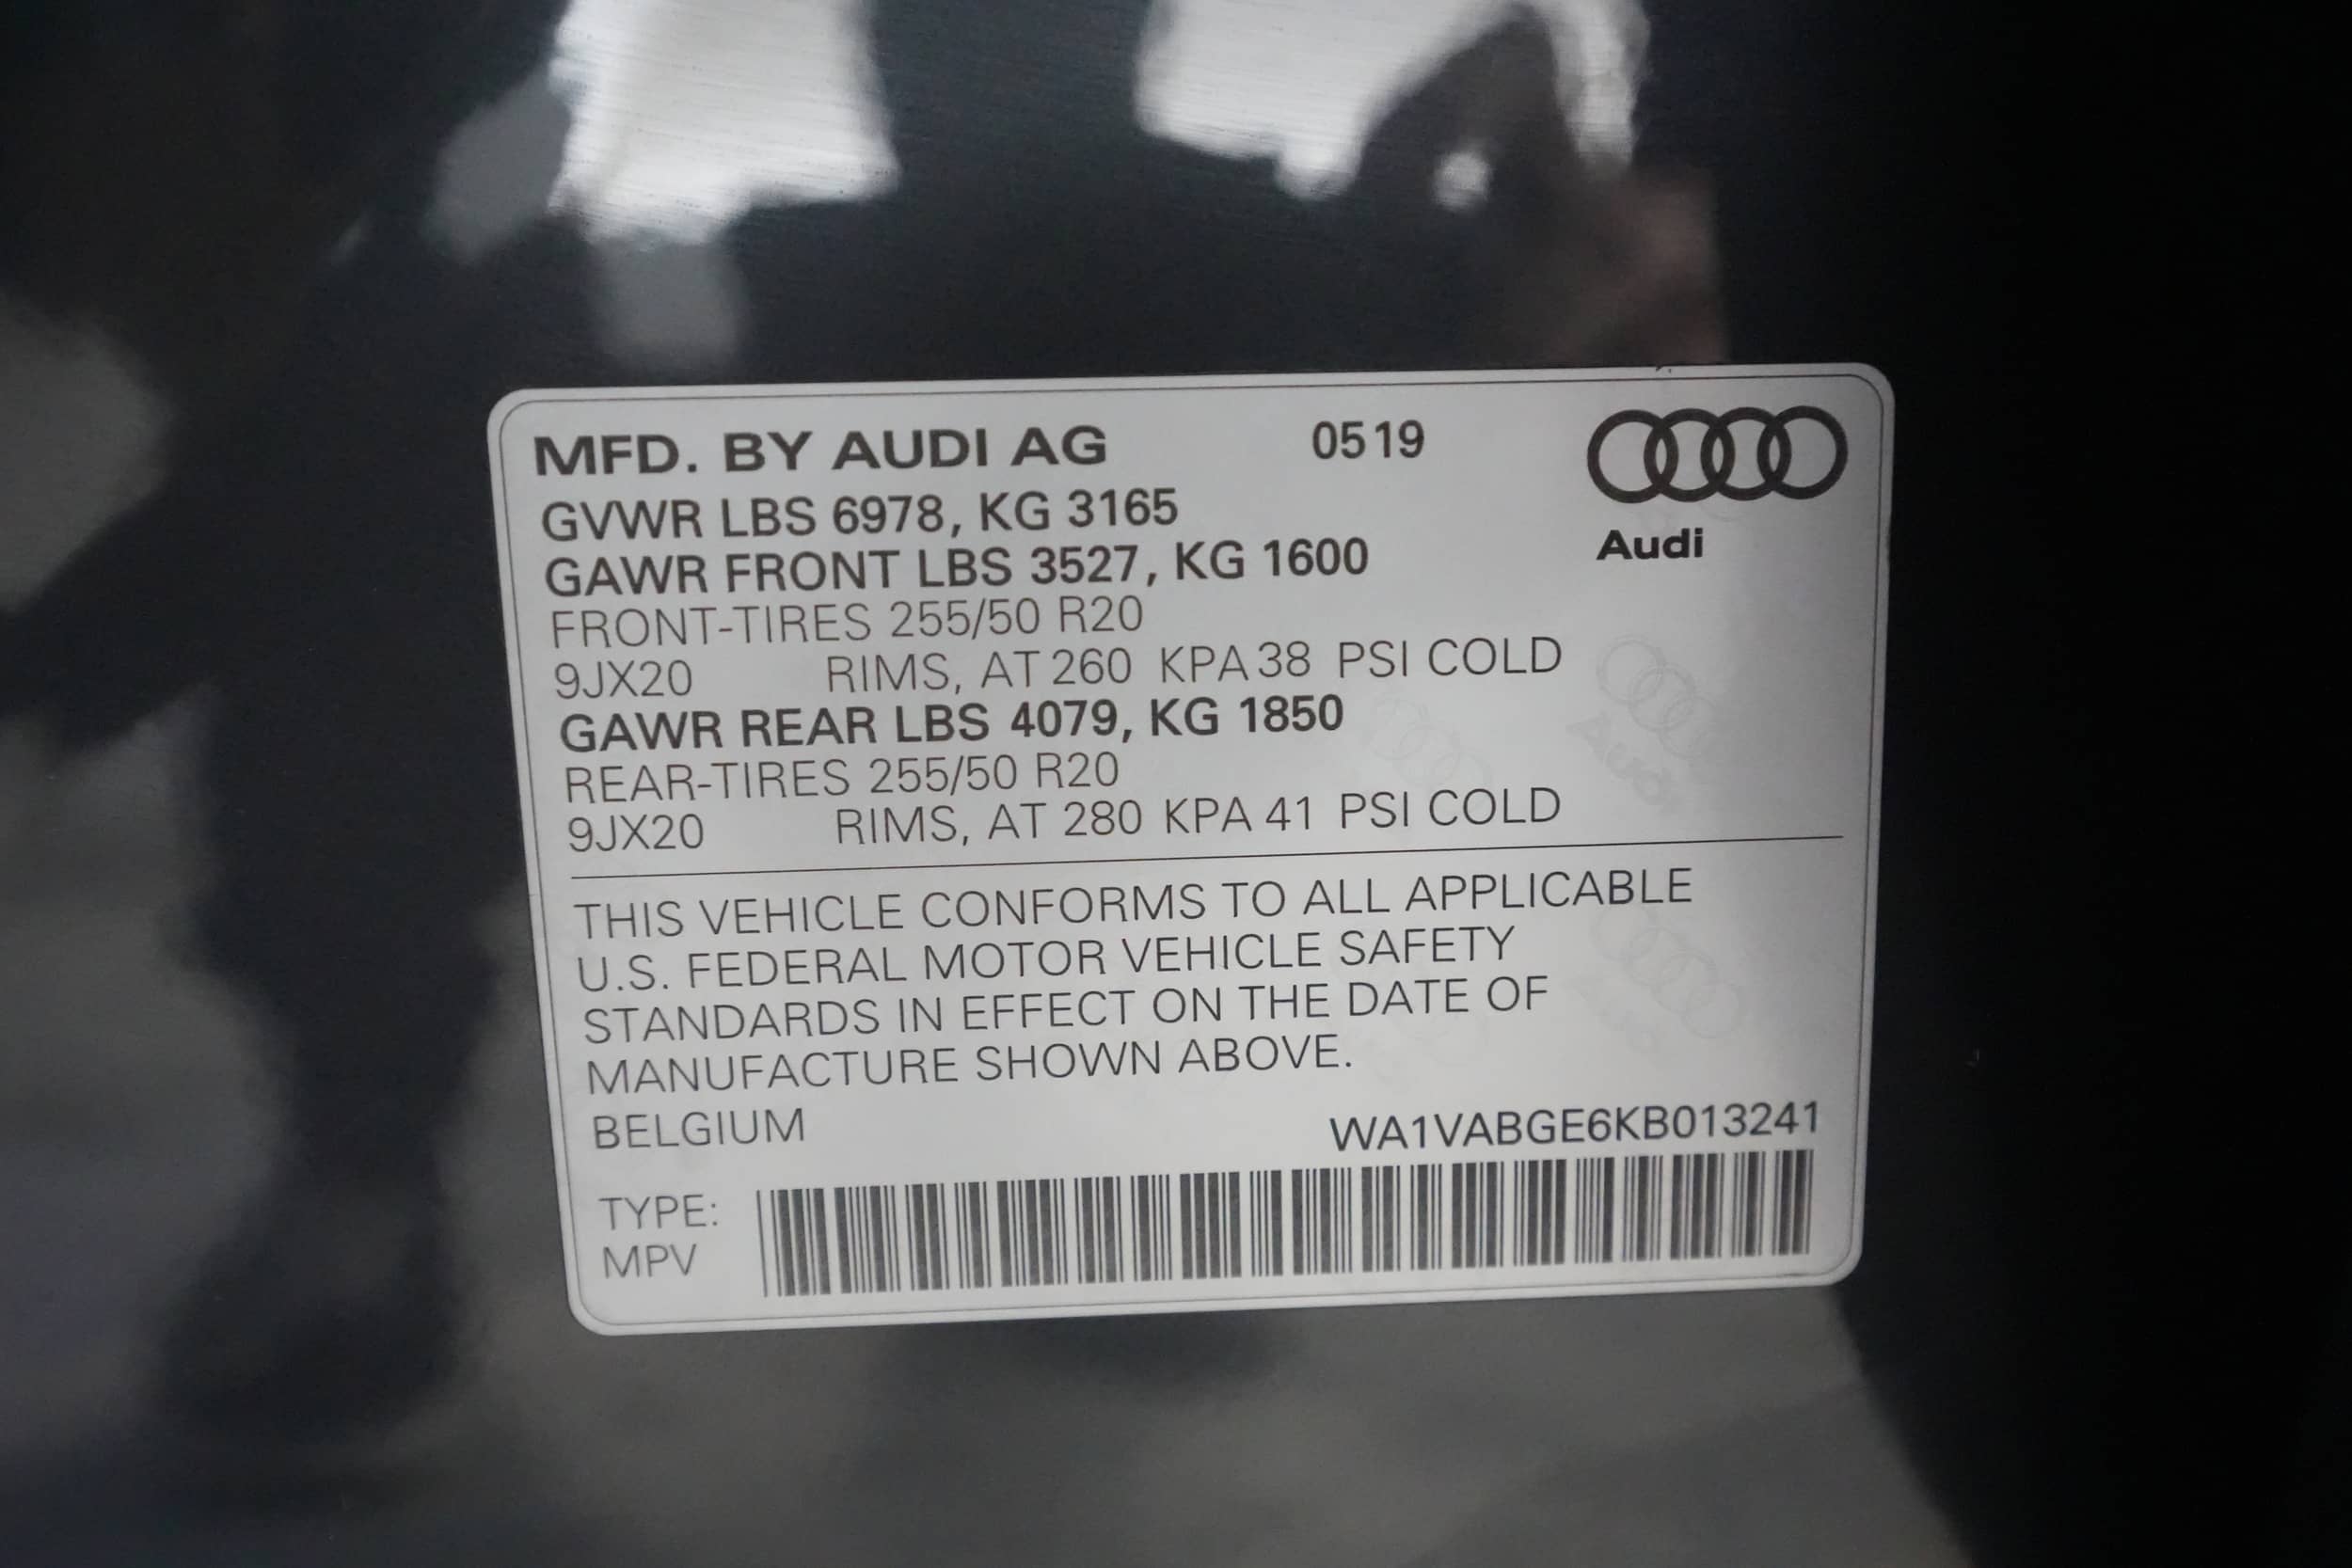 MFD. BY AUDI AG 0519
GVWR LBS 6978, KG 3165
Audi
GAWR FRONT LBS 3527, KG 1600
FRONT-TIRES 255/50 R20
9JX20 RIMS, AT 260 KPA 38 PSI COLD
GAWR REAR LBS 4079, KG 1850
REAR-TIRES 255/50 R20
9JX20 RIMS, AT 280 KPA 41 PSI COLD
THIS VEHICLE CONFORMS TO ALL APPLICABLE
U.S. FEDERAL MOTOR VEHICLE SAFETY
STANDARDS IN EFFECT ON THE DATE OF
MANUFACTURE SHOWN ABOVE.
BELGIUM WA1VABGE6KB013241
TYPE:
MPV